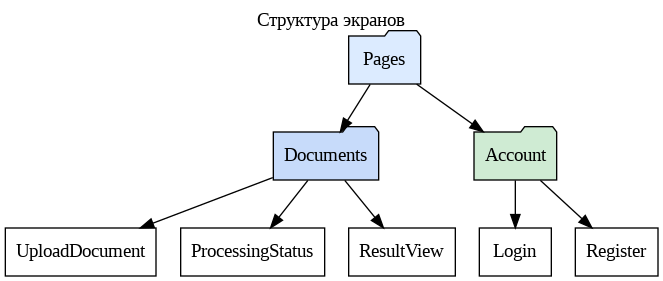 Структура экранов
Pages
Documents
Account
UploadDocument
ProcessingStatus
ResultView
Login
Register